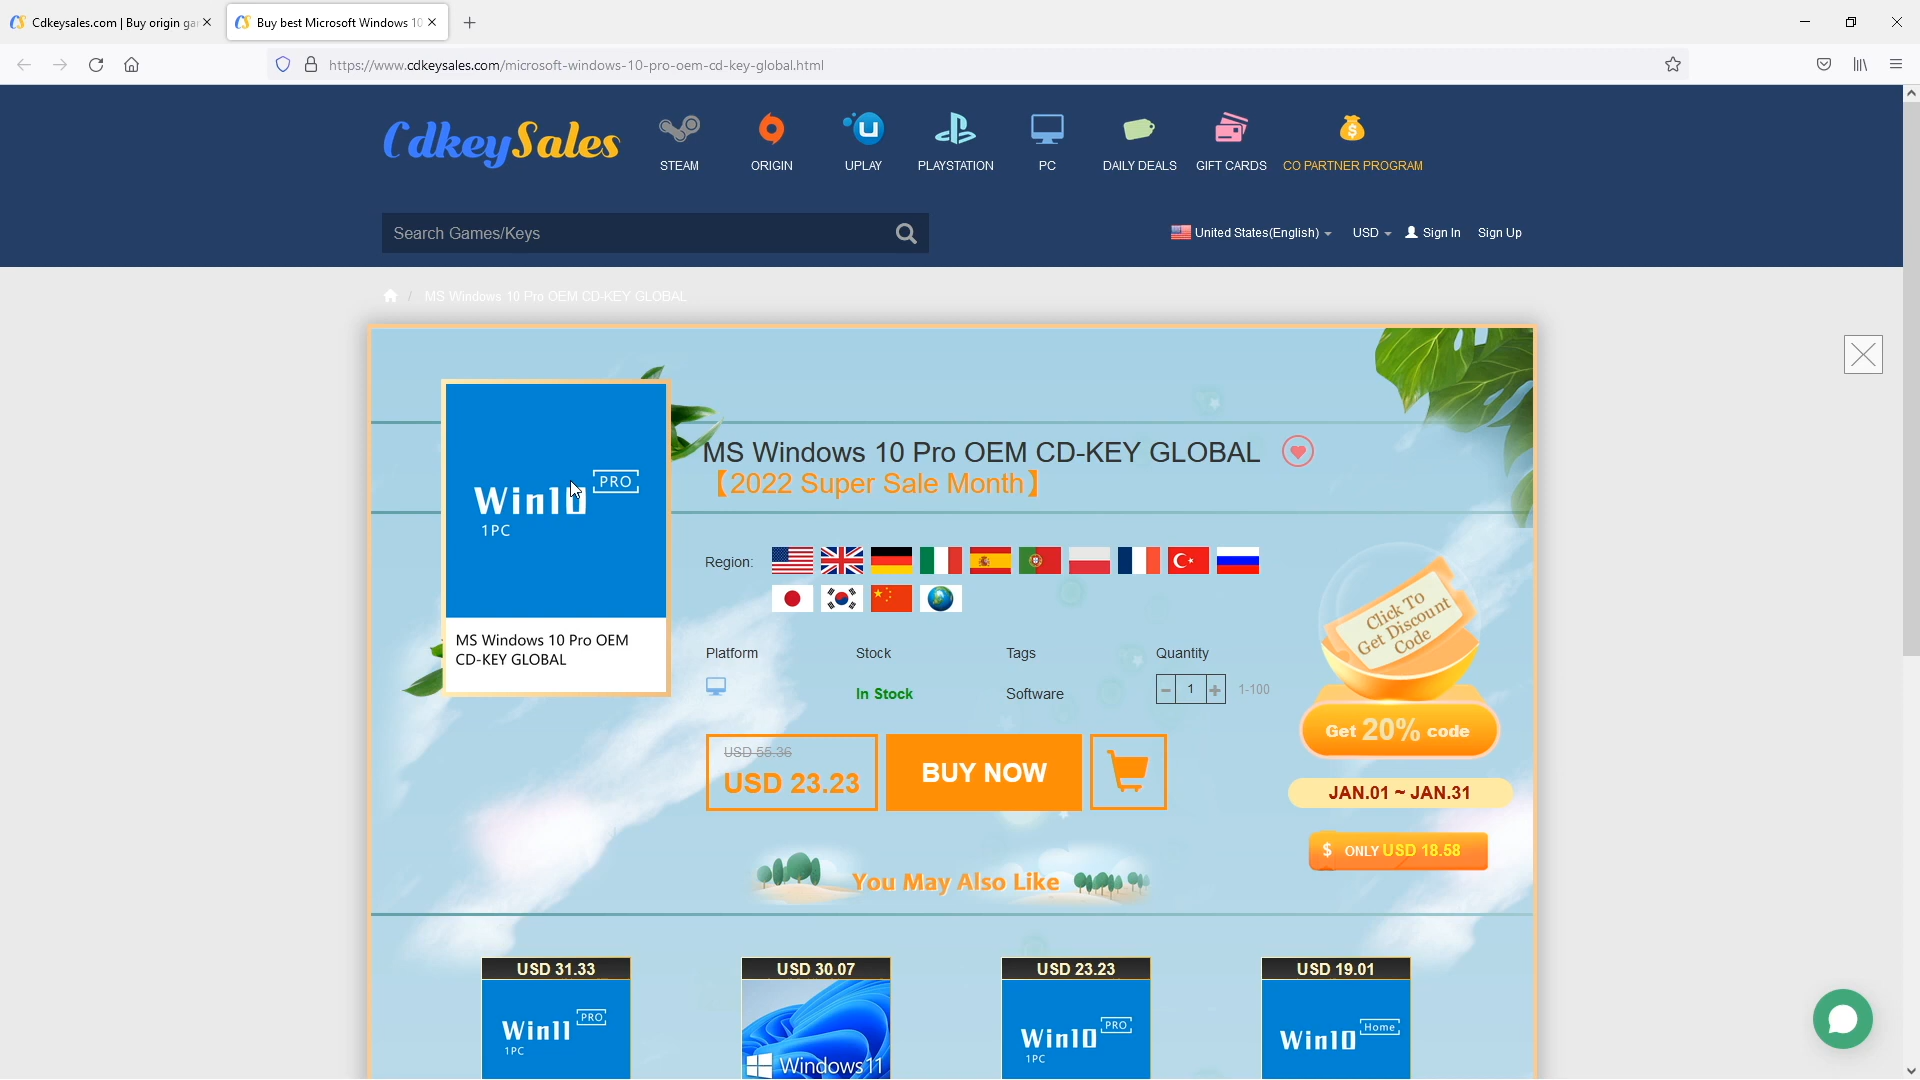 Cdkeysales.com | Buy origin ga
Buy best Microsoft Windows 10
https://www.cdkeysales.com/microsoft-windows-10-pro-oem-cd-key-global.html
CdkeySales
STEAM
ORIGIN
UPLAY
PLAYSTATION
PC
DAILY DEALS
GIFT CARDS
CO PARTNER PROGRAM
Search Games/Keys
United States(English)
USD
Sign In
Sign Up
/ MS Windows 10 Pro OEM CD-KEY GLOBAL
Win10 PRO
1PC
MS Windows 10 Pro OEM
CD-KEY GLOBAL
MS Windows 10 Pro OEM CD-KEY GLOBAL
【2022 Super Sale Month】
Region:
Platform
Stock
Tags
Quantity
In Stock
Software
- 1 + 1-100
USD 55.36
USD 23.23
BUY NOW
Click To
Get Discount
Code
Get 20% code
JAN.01 ~ JAN.31
$ ONLY USD 18.58
You May Also Like
USD 31.33
USD 30.07
USD 23.23
USD 19.01
Win11 PRO
1PC
Windows 11
Win10 PRO
1PC
Win10 Home